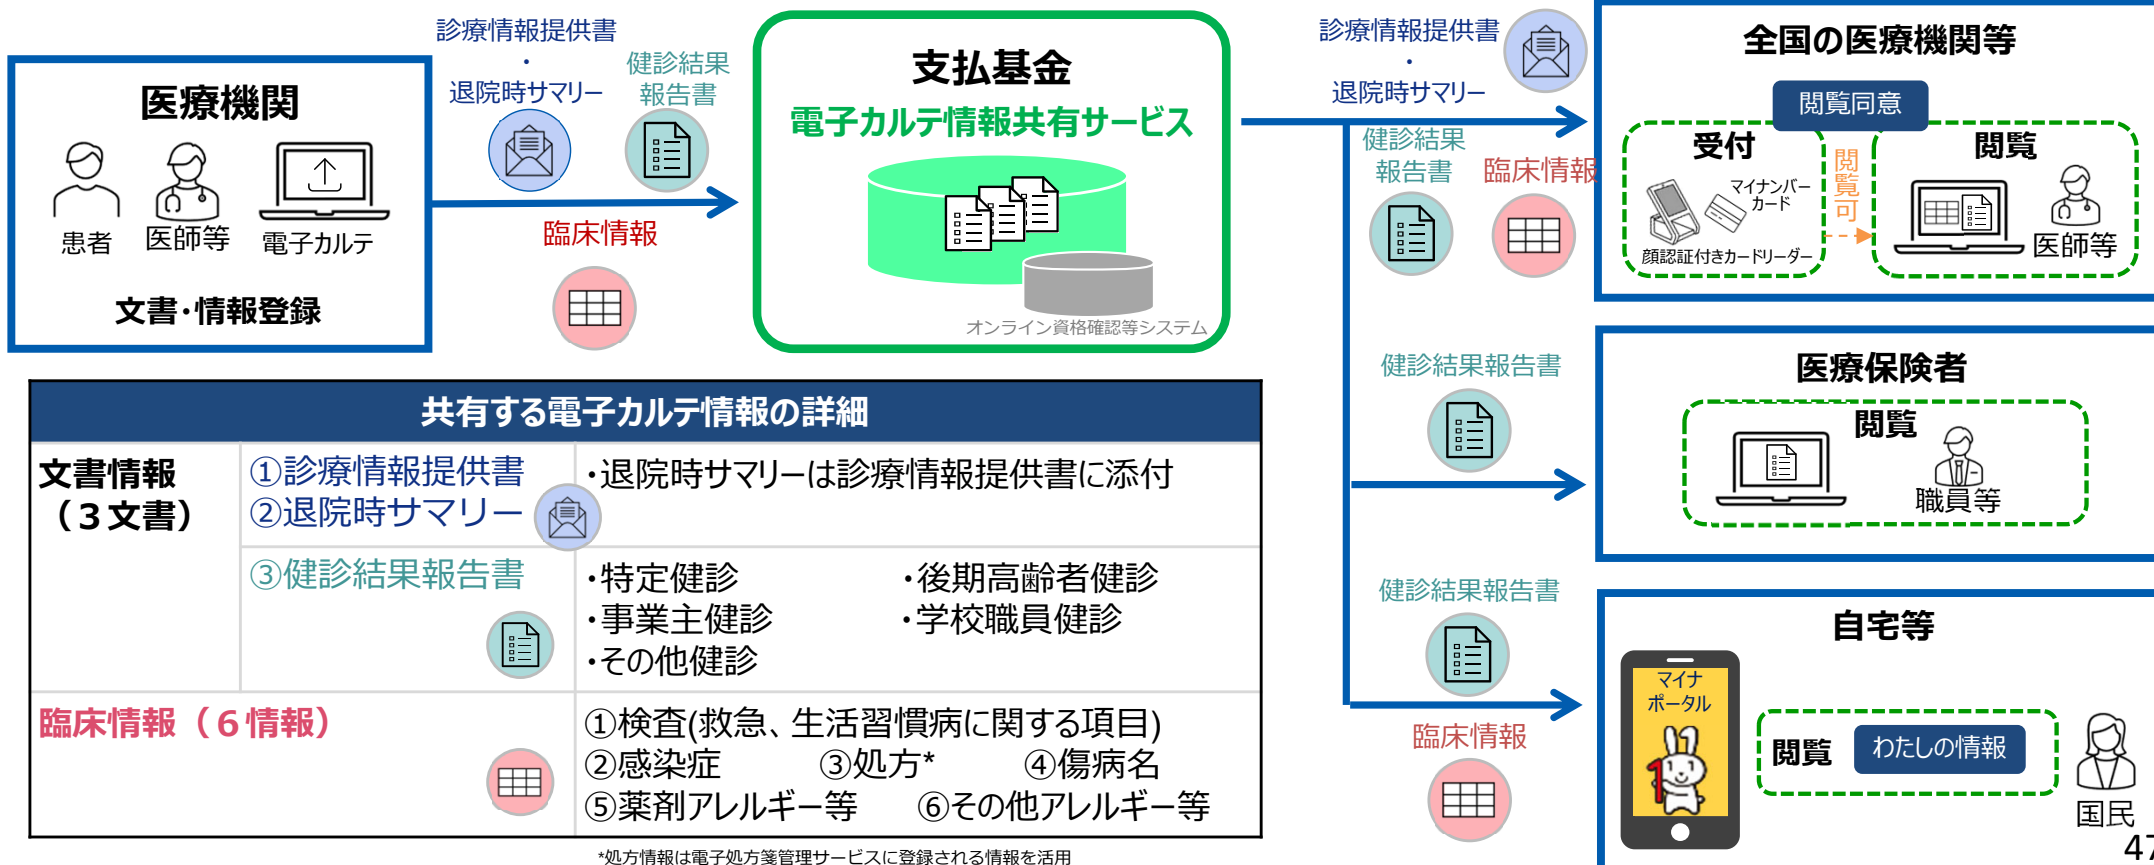 医療機関
患者
医師等
電子カルテ
文書・情報登録
診療情報提供書
・
退院時サマリー
健診結果
報告書
臨床情報
支払基金
電子カルテ情報共有サービス
オンライン資格確認等システム
診療情報提供書
・
退院時サマリー
健診結果
報告書
臨床情報
全国の医療機関等
閲覧同意
受付
マイナンバー
カード
顔認証付きカードリーダー
閲覧可
閲覧
医師等
健診結果報告書
医療保険者
閲覧
職員等
健診結果報告書
臨床情報
自宅等
マイナ
ポータル
閲覧
わたしの情報
国民
共有する電子カルテ情報の詳細
文書情報
（３文書）
①診療情報提供書
②退院時サマリー
・退院時サマリーは診療情報提供書に添付
③健診結果報告書
・特定健診 ・後期高齢者健診
・事業主健診 ・学校職員健診
・その他健診
臨床情報（６情報）
①検査(救急、生活習慣病に関する項目)
②感染症 ③処方* ④傷病名
⑤薬剤アレルギー等 ⑥その他アレルギー等
*処方情報は電子処方箋管理サービスに登録される情報を活用
47